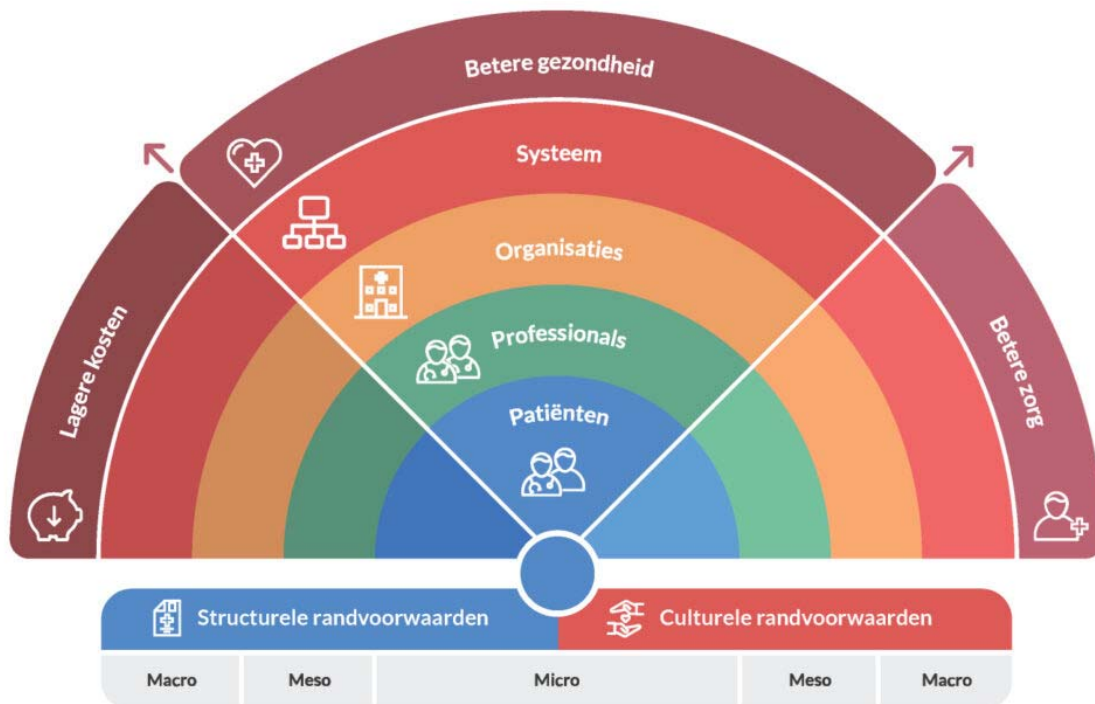 Betere gezondheid
Systeem
Organisaties
Professionals
Patiënten
Lagere kosten
Betere zorg
Structurele randvoorwaarden
Culturele randvoorwaarden
Macro
Meso
Micro
Meso
Macro